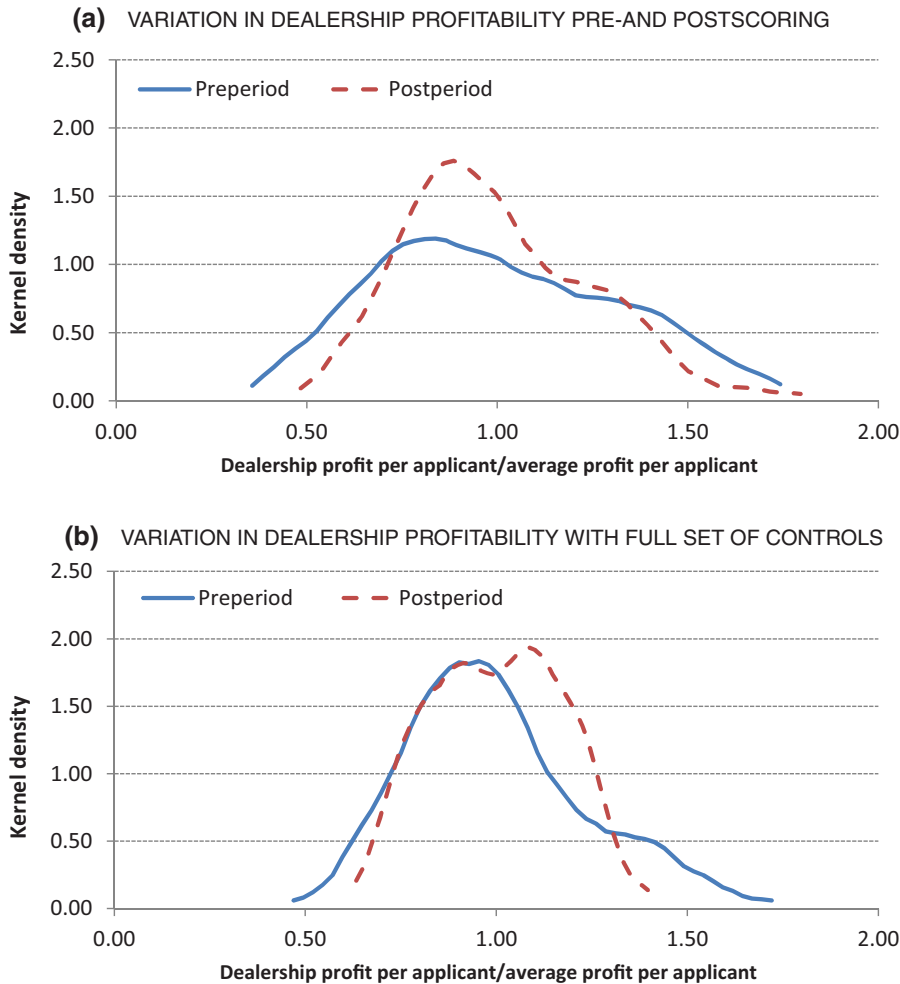 (a) VARIATION IN DEALERSHIP PROFITABILITY PRE-AND POSTSCORING
2.50
Preperiod Postperiod
2.00
1.50
1.00
0.50
0.00
Kernel density
0.00 0.50 1.00 1.50 2.00
Dealership profit per applicant/average profit per applicant
(b) VARIATION IN DEALERSHIP PROFITABILITY WITH FULL SET OF CONTROLS
2.50
Preperiod Postperiod
2.00
1.50
1.00
0.50
0.00
Kernel density
0.00 0.50 1.00 1.50 2.00
Dealership profit per applicant/average profit per applicant